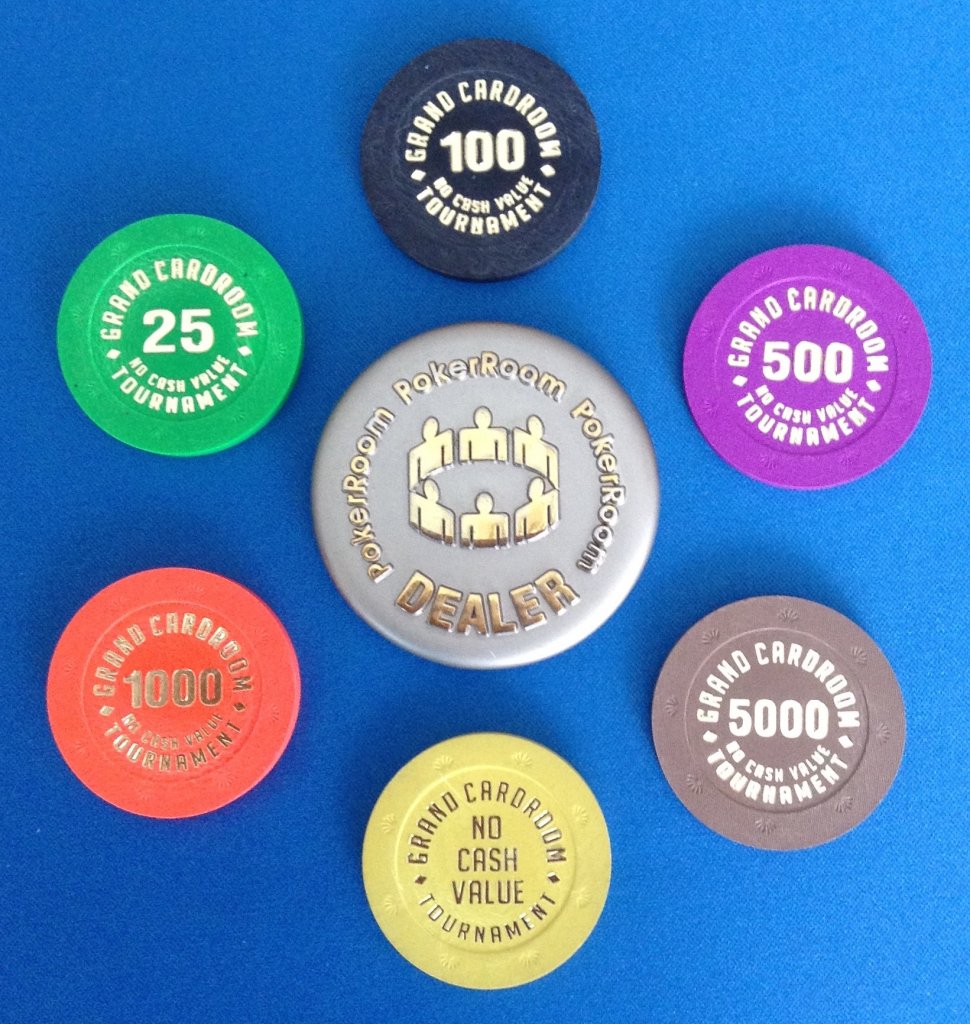 GRAND CARDROOM
100
NO CASH VALUE
TOURNAMENT
GRAND CARDROOM
25
NO CASH VALUE
TOURNAMENT
GRAND CARDROOM
500
NO CASH VALUE
TOURNAMENT
PokerRoom PokerRoom PokerRoom
DEALER
GRAND CARDROOM
1000
NO CASH VALUE
TOURNAMENT
GRAND CARDROOM
5000
NO CASH VALUE
TOURNAMENT
GRAND CARDROOM
NO
CASH
VALUE
TOURNAMENT